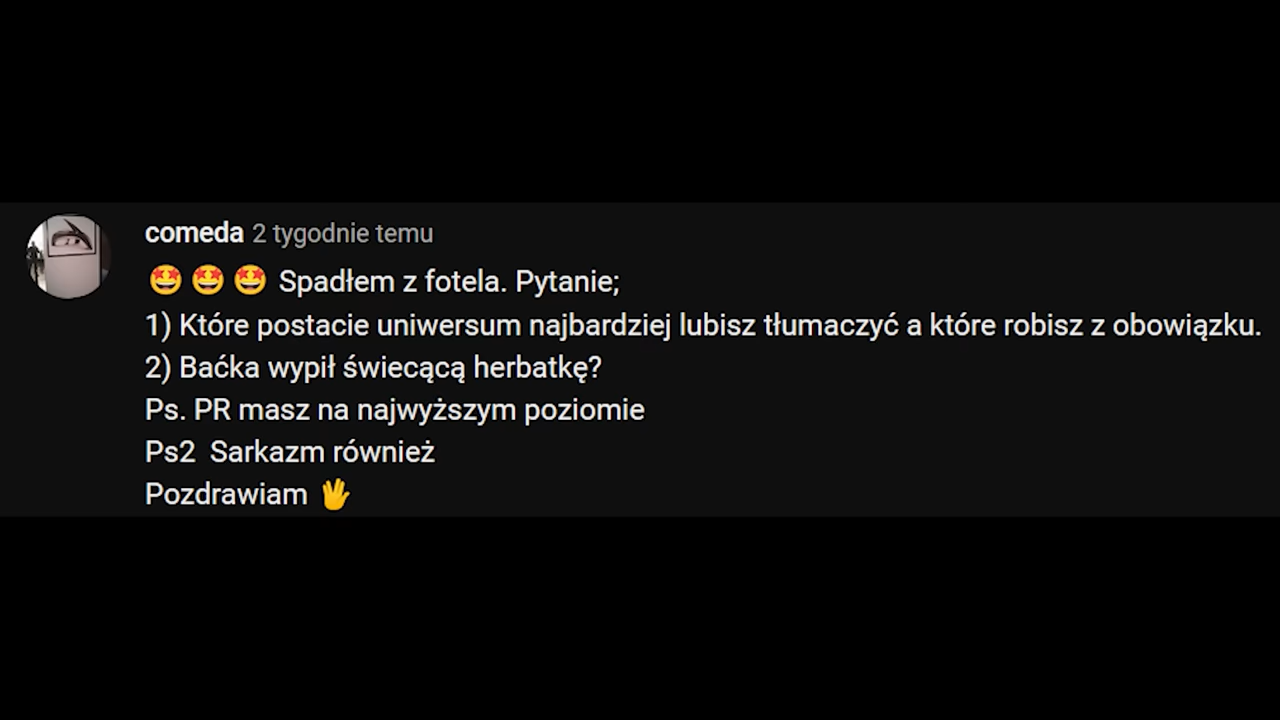 comeda 2 tygodnie temu
🤩 🤩 🤩 Spadłem z fotela. Pytanie;
1) Które postacie uniwersum najbardziej lubisz tłumaczyć a które robisz z obowiązku.
2) Baćka wypił świecącą herbatkę?
Ps. PR masz na najwyższym poziomie
Ps2  Sarkazm również
Pozdrawiam 🖖